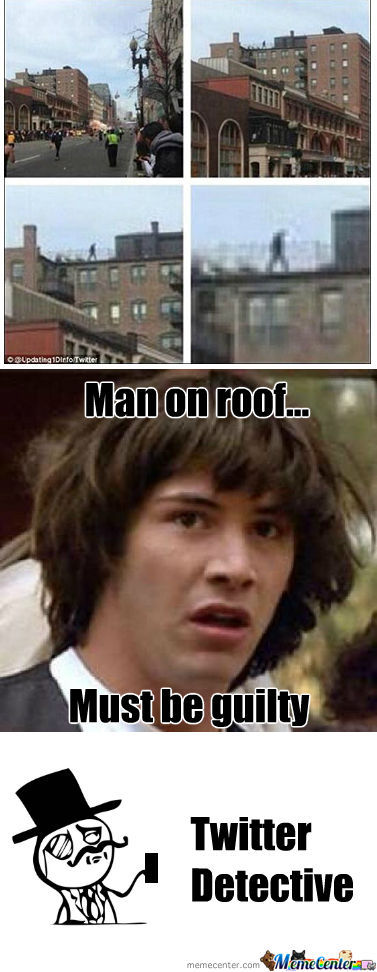 © @Updating1DInfo/Twitter
Man on roof...
Must be guilty
Twitter
Detective
memecenter.com MemeCenter